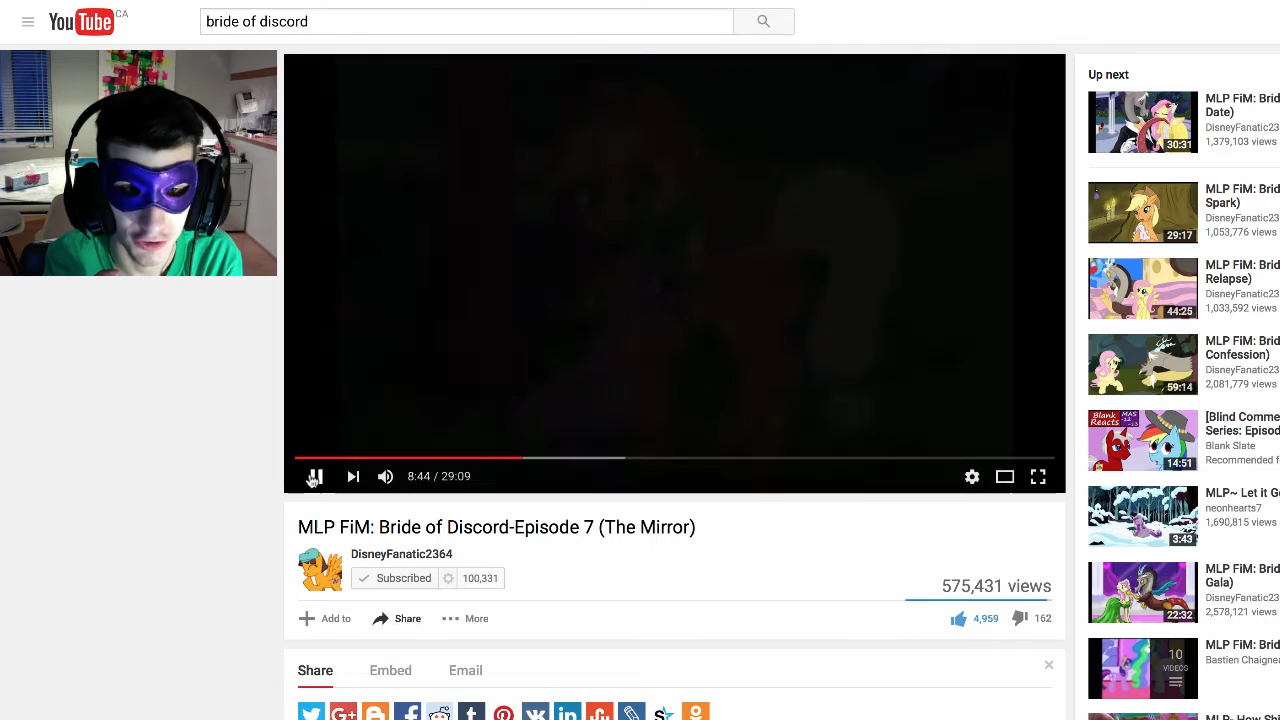 YouTube CA
bride of discord
Up next
MLP FiM: Brid
Date)
DisneyFanatic23
1,379,103 views
30:31
MLP FiM: Brid
Spark)
DisneyFanatic23
1,053,776 views
29:17
MLP FiM: Brid
Relapse)
DisneyFanatic23
1,033,592 views
44:25
MLP FiM: Brid
Confession)
DisneyFanatic23
2,081,779 views
59:14
[Blind Comme
Series: Episod
Blank Slate
Recommended f
Blank
Reacts
MAS
-12
-13
14:51
MLP~ Let it G
neonhearts7
1,690,815 views
3:43
MLP FiM: Brid
Gala)
DisneyFanatic23
2,578,121 views
22:32
MLP FiM: Brid
Bastien Chaigne
10
VIDEOS
8:44 / 29:09
MLP FiM: Bride of Discord-Episode 7 (The Mirror)
DisneyFanatic2364
Subscribed 100,331
575,431 views
Add to Share More
4,959 162
Share Embed Email